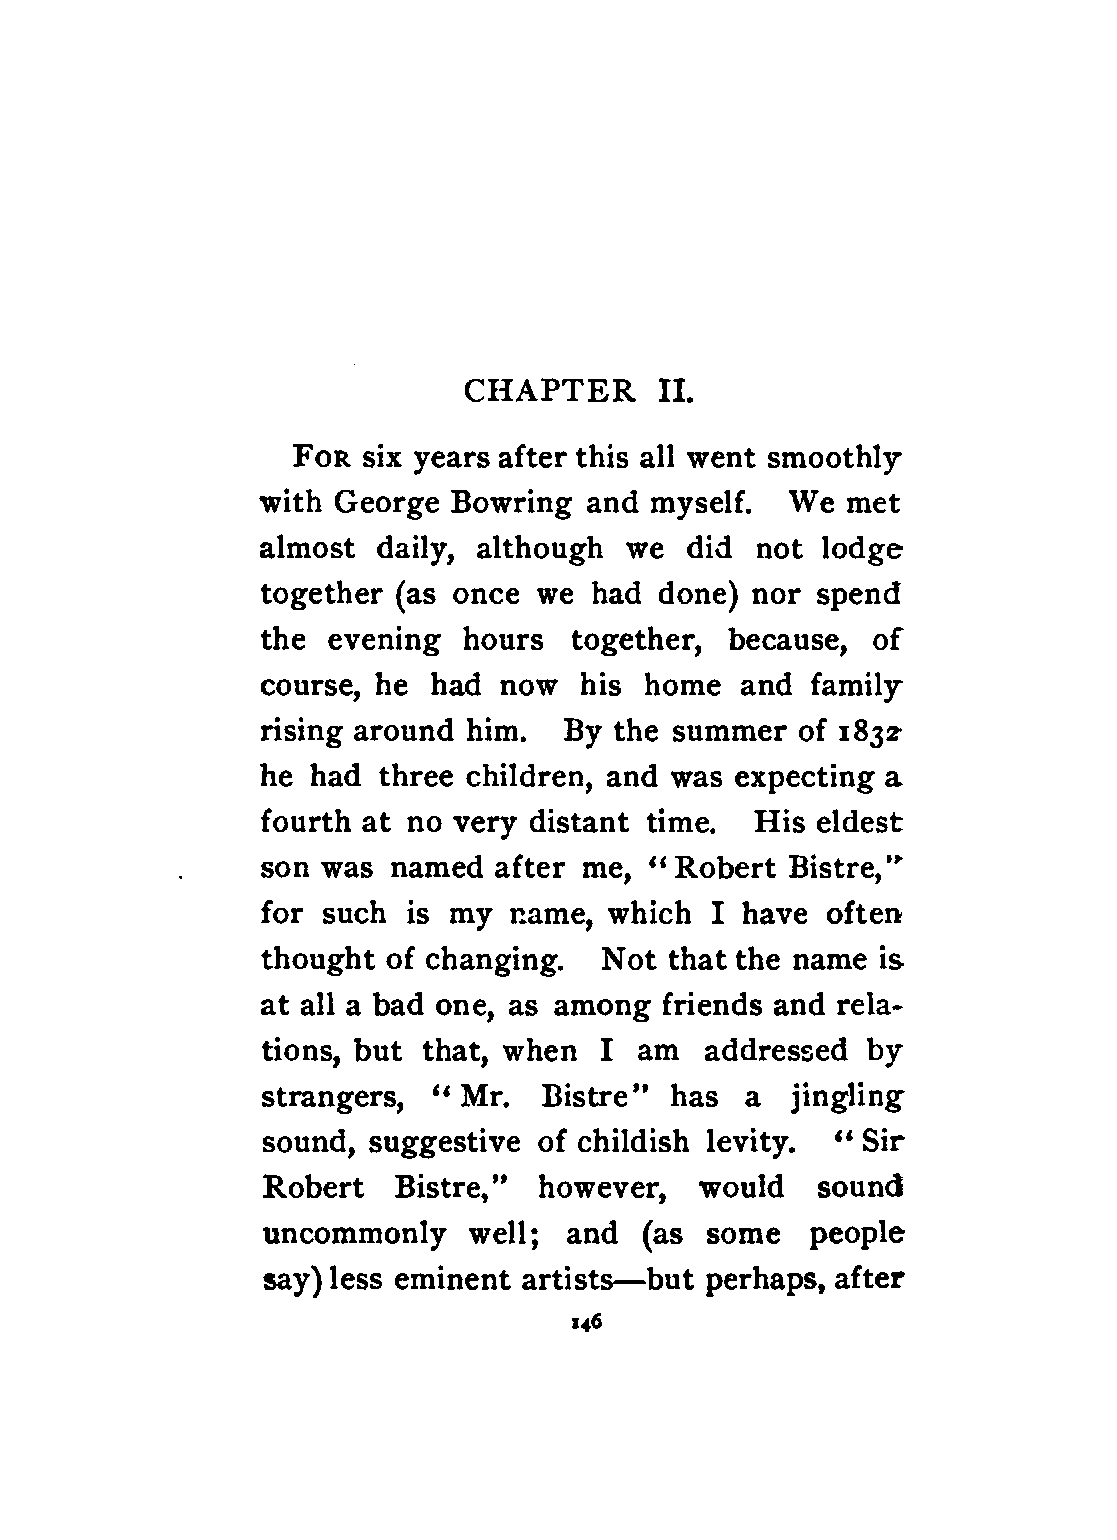 CHAPTER II.
For six years after this all went smoothly
with George Bowring and myself. We met
almost daily, although we did not lodge
together (as once we had done) nor spend
the evening hours together, because, of
course, he had now his home and family
rising around him. By the summer of 1832
he had three children, and was expecting a
fourth at no very distant time. His eldest
son was named after me, "Robert Bistre,"
for such is my name, which I have often
thought of changing. Not that the name is
at all a bad one, as among friends and rela-
tions, but that, when I am addressed by
strangers, "Mr. Bistre" has a jingling
sound, suggestive of childish levity. "Sir
Robert Bistre," however, would sound
uncommonly well; and (as some people
say) less eminent artists—but perhaps, after
146